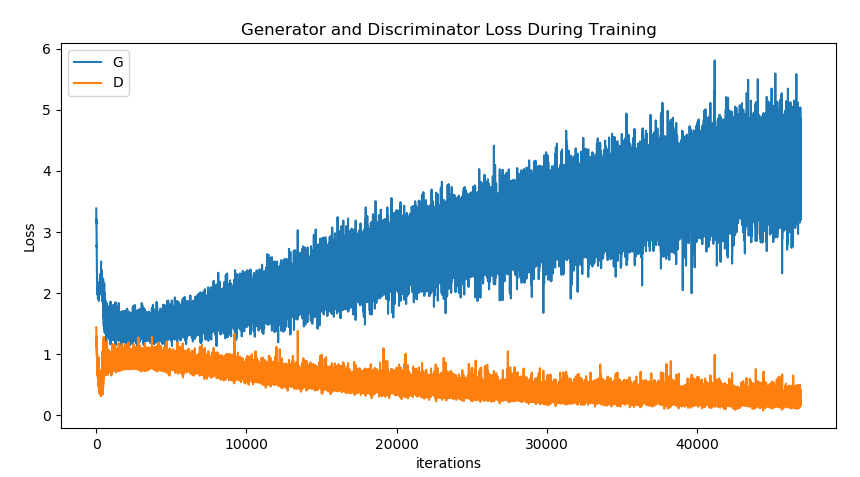 Generator and Discriminator Loss During Training
G
D
6
5
4
3
2
1
0
Loss
0 10000 20000 30000 40000
iterations